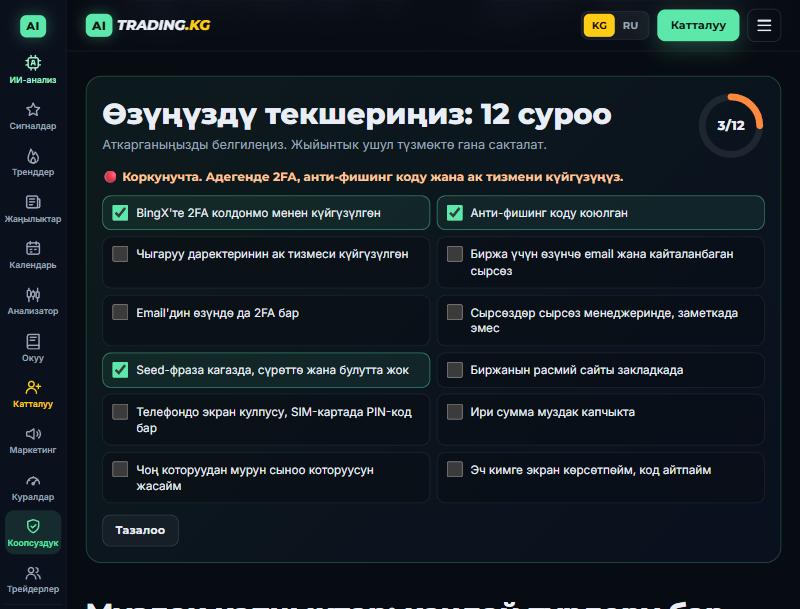 AI
AI TRADING.KG
KG RU
Катталуу
ИИ-анализ
Сигналдар
Тренддер
Жаңылыктар
Календарь
Анализатор
Окуу
Катталуу
Маркетинг
Куралдар
Коопсуздук
Трейдерлер
Өзүңүздү текшериңиз: 12 суроо
Аткарганыңызды белгилеңиз. Жыйынтык ушул түзмөктө гана сакталат.
3/12
Коркунучта. Адегенде 2FA, анти-фишинг коду жана ак тизмени күйгүзүңүз.
BingX'те 2FA колдонмо менен күйгүзүлгөн
Анти-фишинг коду коюлган
Чыгаруу даректеринин ак тизмеси күйгүзүлгөн
Биржа үчүн өзүнчө email жана кайталанбаган
сырсөз
Email'дин өзүндө да 2FA бар
Сырсөздөр сырсөз менеджеринде, заметкада
эмес
Seed-фраза кагазда, сүрөттө жана булутта жок
Биржанын расмий сайты закладкада
Телефондо экран кулпусу, SIM-картада PIN-код
бар
Ири сумма муздак капчыкта
Чоң которуудан мурун сыноо которуусун
жасайм
Эч кимге экран көрсөтпөйм, код айтпайм
Тазалоо